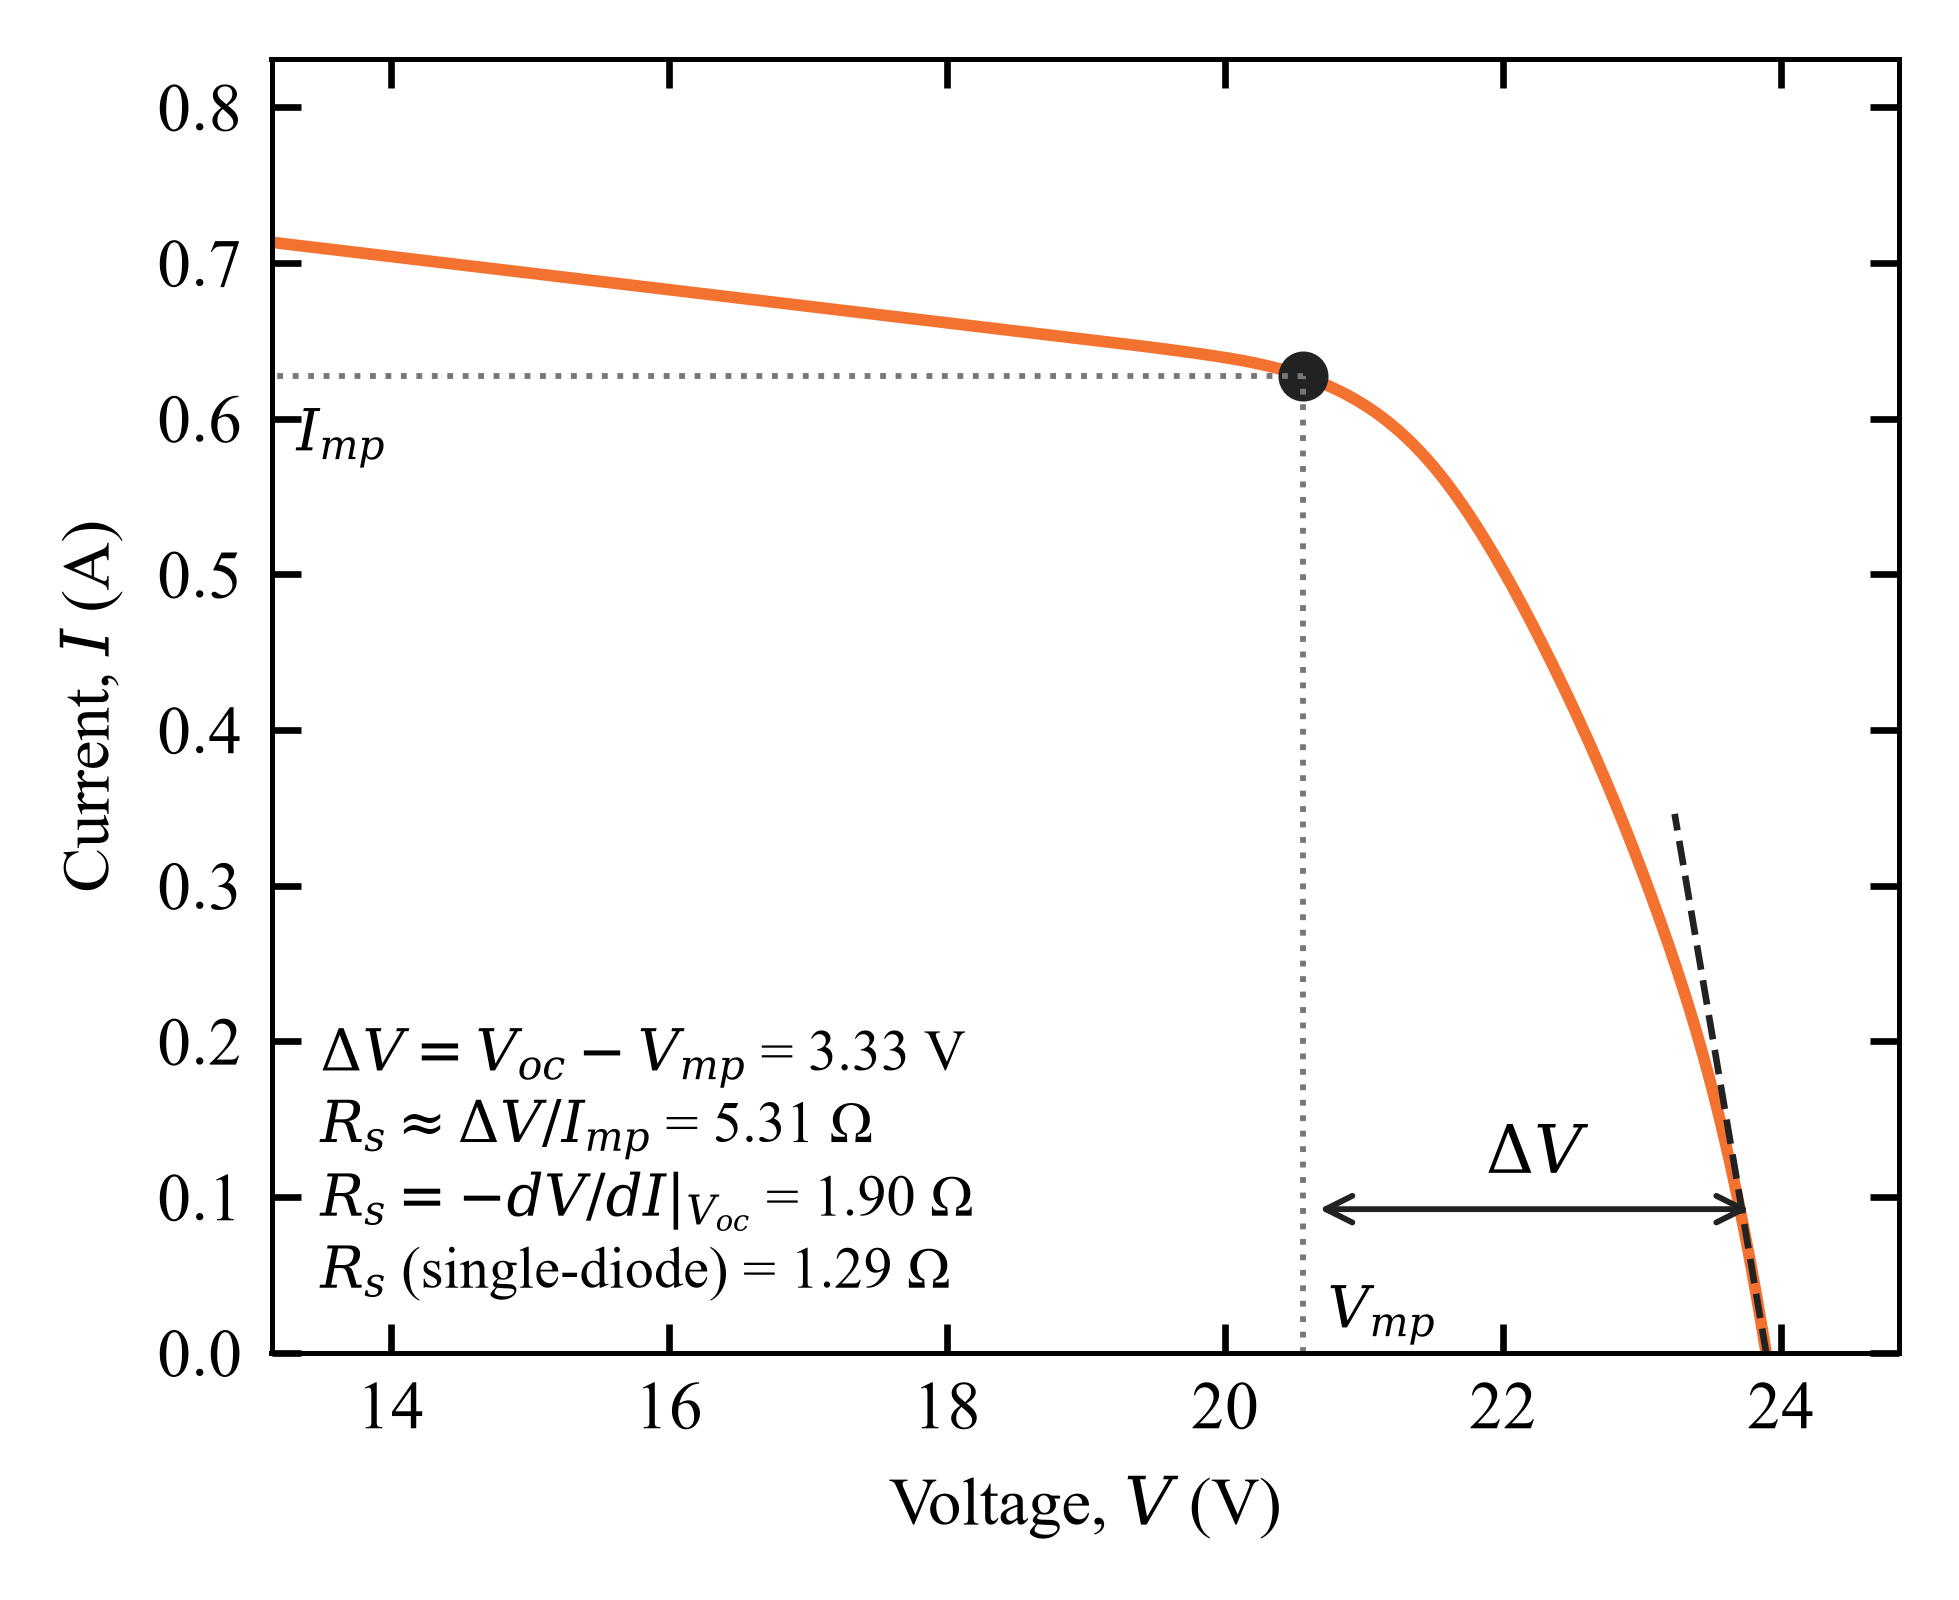 0.8
0.7
0.6
0.5
0.4
0.3
0.2
0.1
0.0
Current, I (A)
I_mp
ΔV = V_oc − V_mp = 3.33 V
R_s ≈ ΔV/I_mp = 5.31 Ω
R_s = −dV/dI|_{V_oc} = 1.90 Ω
R_s (single-diode) = 1.29 Ω
ΔV
V_mp
14 16 18 20 22 24
Voltage, V (V)